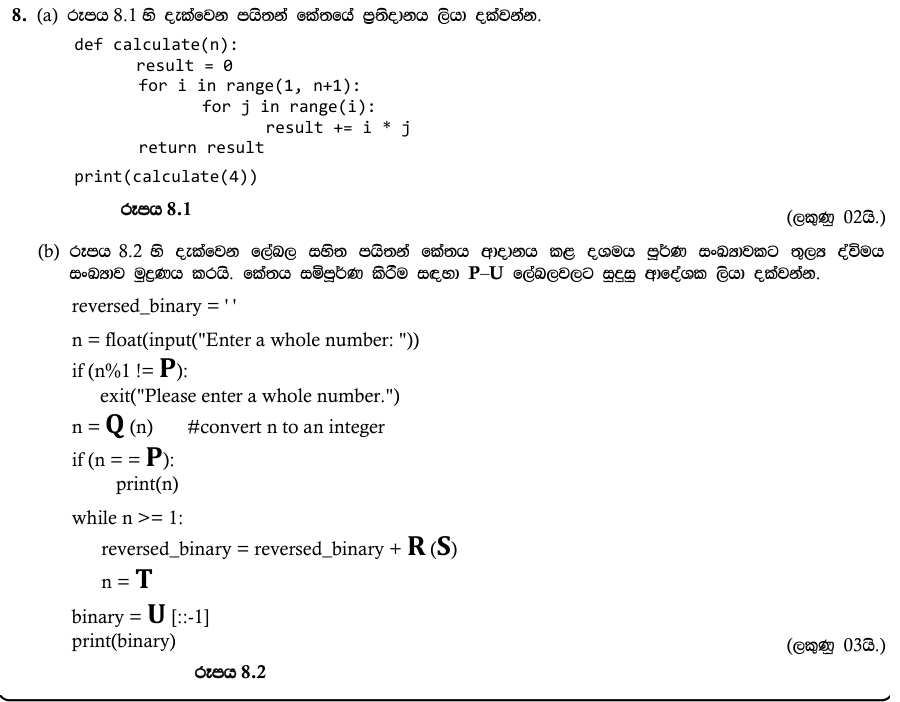 8. (a) රූපය 8.1 හි දැක්වෙන පයිතන් කේතයේ ප්‍රතිදානය ලියා දක්වන්න.
def calculate(n):
result = 0
for i in range(1, n+1):
for j in range(i):
result += i * j
return result
print(calculate(4))
රූපය 8.1
(ලකුණු 02යි.)
(b) රූපය 8.2 හි දැක්වෙන ලේබල සහිත පයිතන් කේතය ආදානය කළ දශමය පූර්ණ සංඛ්‍යාවකට තුල්‍ය ද්විමය
සංඛ්‍යාව මුද්‍රණය කරයි. කේතය සම්පූර්ණ කිරීම සඳහා P–U ලේබලවලට සුදුසු ආදේශක ලියා දක්වන්න.
reversed_binary = ' '
n = float(input("Enter a whole number: "))
if (n%1 != P):
exit("Please enter a whole number.")
n = Q (n) #convert n to an integer
if (n = = P):
print(n)
while n >= 1:
reversed_binary = reversed_binary + R (S)
n = T
binary = U [::-1]
print(binary)
(ලකුණු 03යි.)
රූපය 8.2